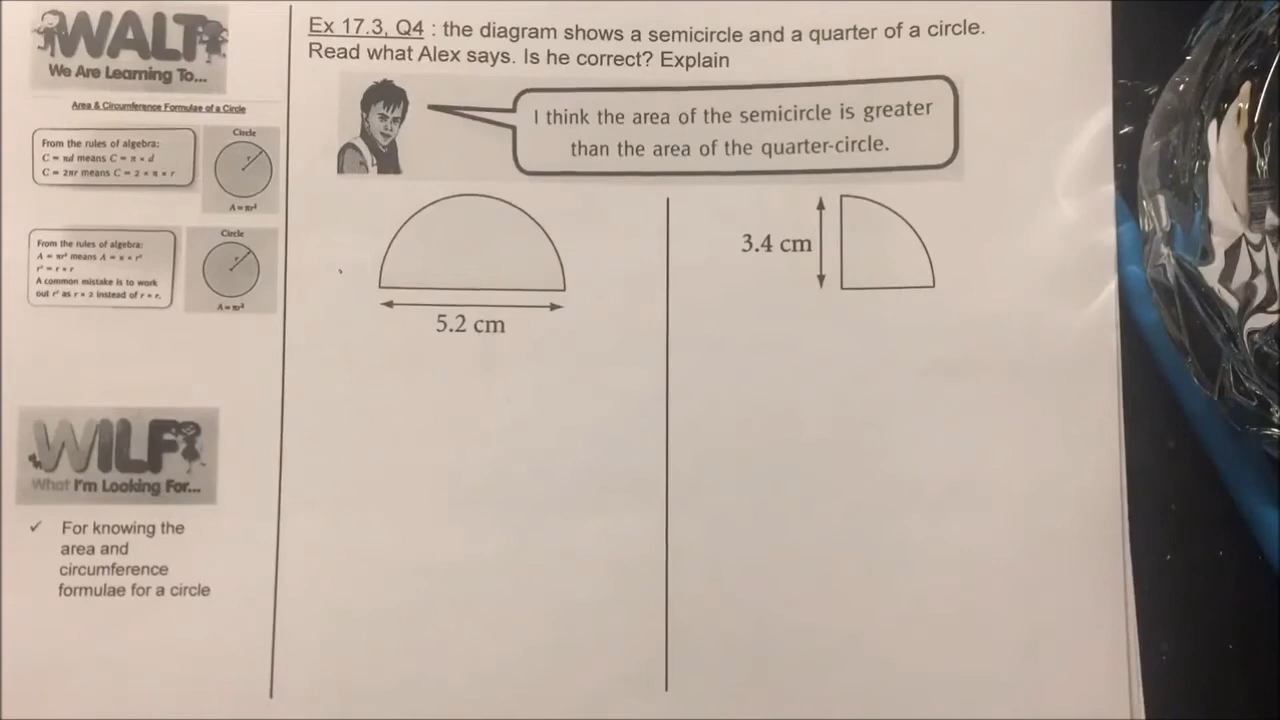 WALT
We Are Learning To...
Area & Circumference Formulae of a Circle
From the rules of algebra:
C = πd means C = π × d
C = 2πr means C = 2 × π × r
Circle
r
A = πr²
From the rules of algebra:
A = πr² means A = π × r²
r² = r × r
A common mistake is to work
out r² as r × 2 instead of r × r.
Circle
r
A = πr²
WILF
What I'm Looking For...
✓ For knowing the
area and
circumference
formulae for a circle
Ex 17.3, Q4 : the diagram shows a semicircle and a quarter of a circle.
Read what Alex says. Is he correct? Explain
I think the area of the semicircle is greater
than the area of the quarter-circle.
5.2 cm
3.4 cm